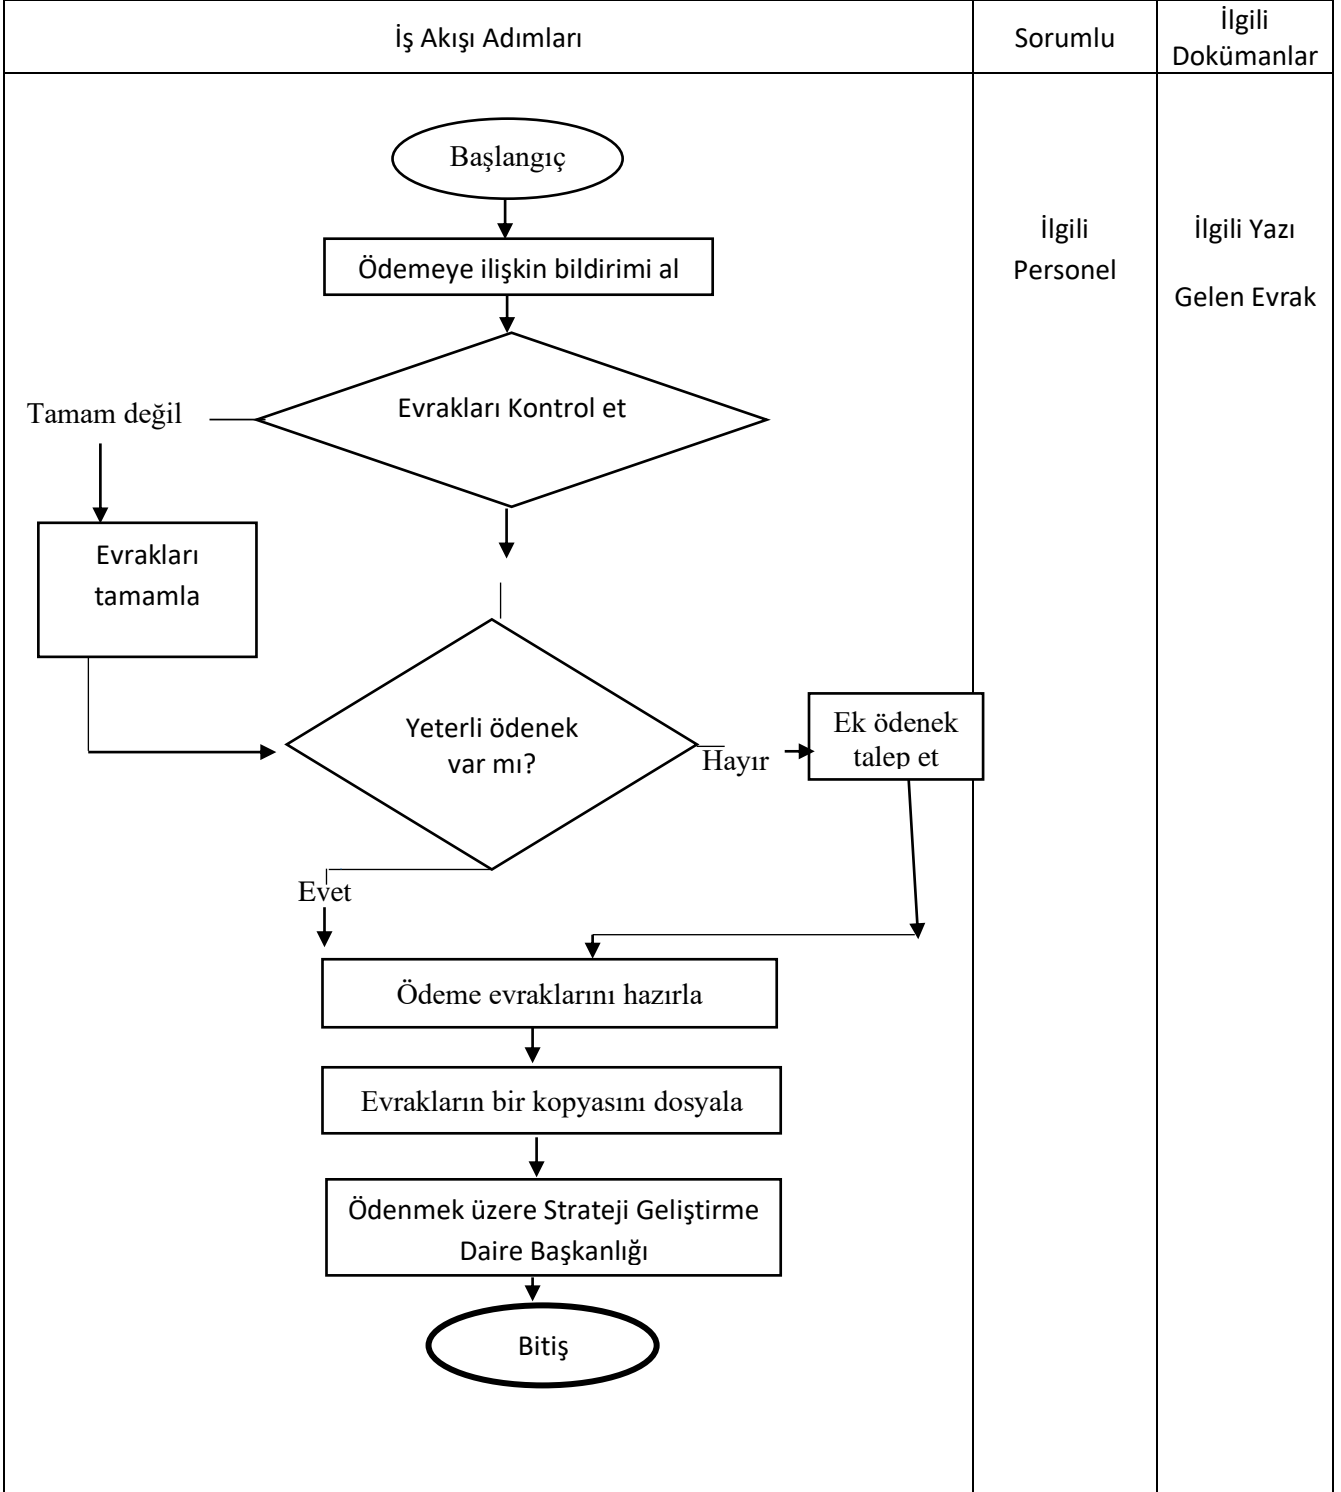 İş Akışı Adımları
Sorumlu
İlgili
Dokümanlar
Başlangıç
Ödemeye ilişkin bildirimi al
İlgili
Personel
İlgili Yazı
Gelen Evrak
Evrakları Kontrol et
Tamam değil
Evrakları
tamamla
Yeterli ödenek
var mı?
Hayır
Ek ödenek
talep et
Evet
Ödeme evraklarını hazırla
Evrakların bir kopyasını dosyala
Ödenmek üzere Strateji Geliştirme
Daire Başkanlığı
Bitiş